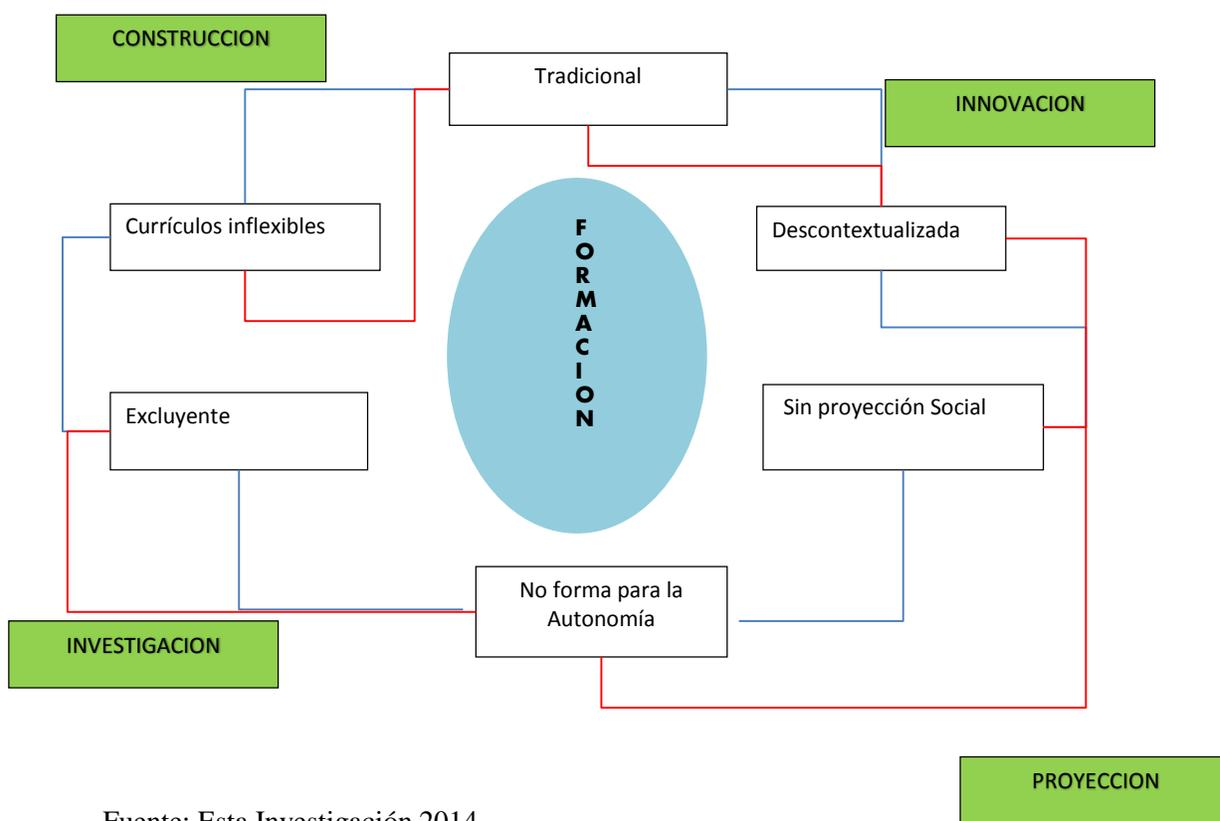 CONSTRUCCION
Tradicional
INNOVACION
Currículos inflexibles
FORMACION
Descontextualizada
Excluyente
Sin proyección Social
No forma para la
Autonomía
INVESTIGACION
PROYECCION
Fuente: Esta Investigación 2014